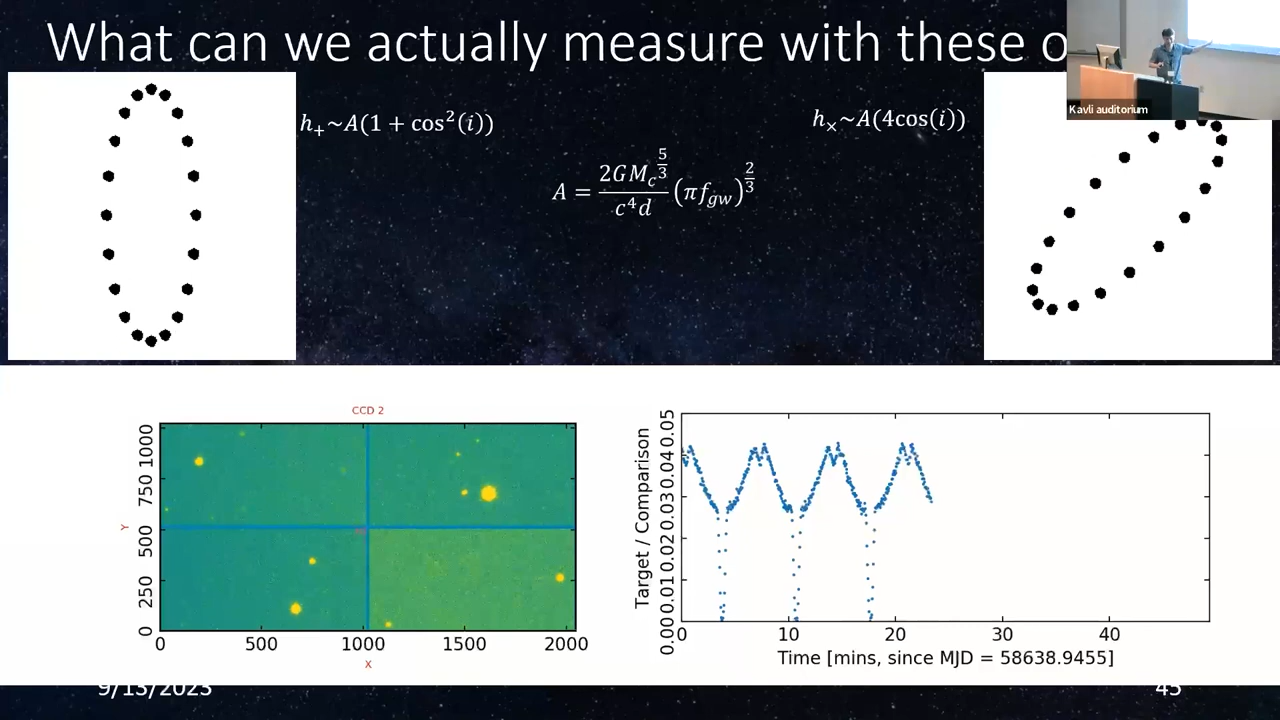 What can we actually measure with these o
Kavli auditorium
h₊~A(1 + cos²(i))
hₓ~A(4cos(i))
A = 2GM_c^(5/3) / c⁴d (πf_gw)^(2/3)
CCD 2
Y
1000
750
500
250
0
0 500 1000 1500 2000
X
Target / Comparison
0.05
0.04
0.03
0.02
0.01
0.00
0 10 20 30 40
Time [mins, since MJD = 58638.9455]
9/13/2023
45